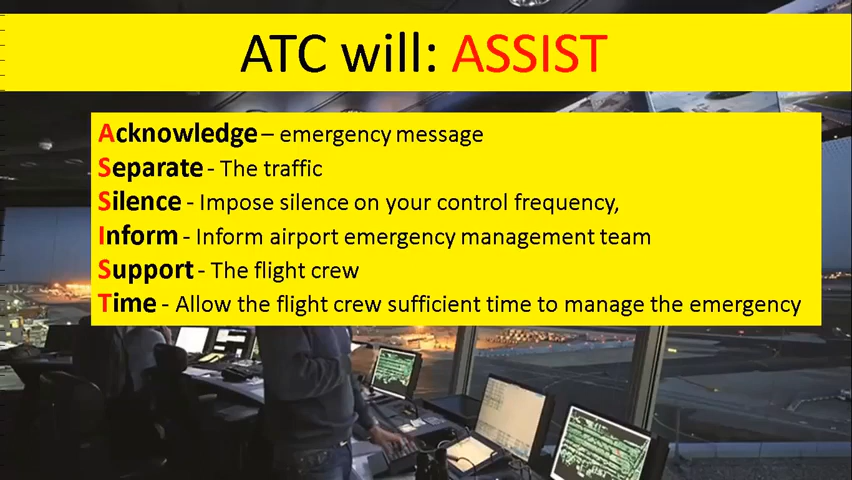 ATC will: ASSIST
Acknowledge – emergency message
Separate - The traffic
Silence - Impose silence on your control frequency,
Inform - Inform airport emergency management team
Support - The flight crew
Time - Allow the flight crew sufficient time to manage the emergency